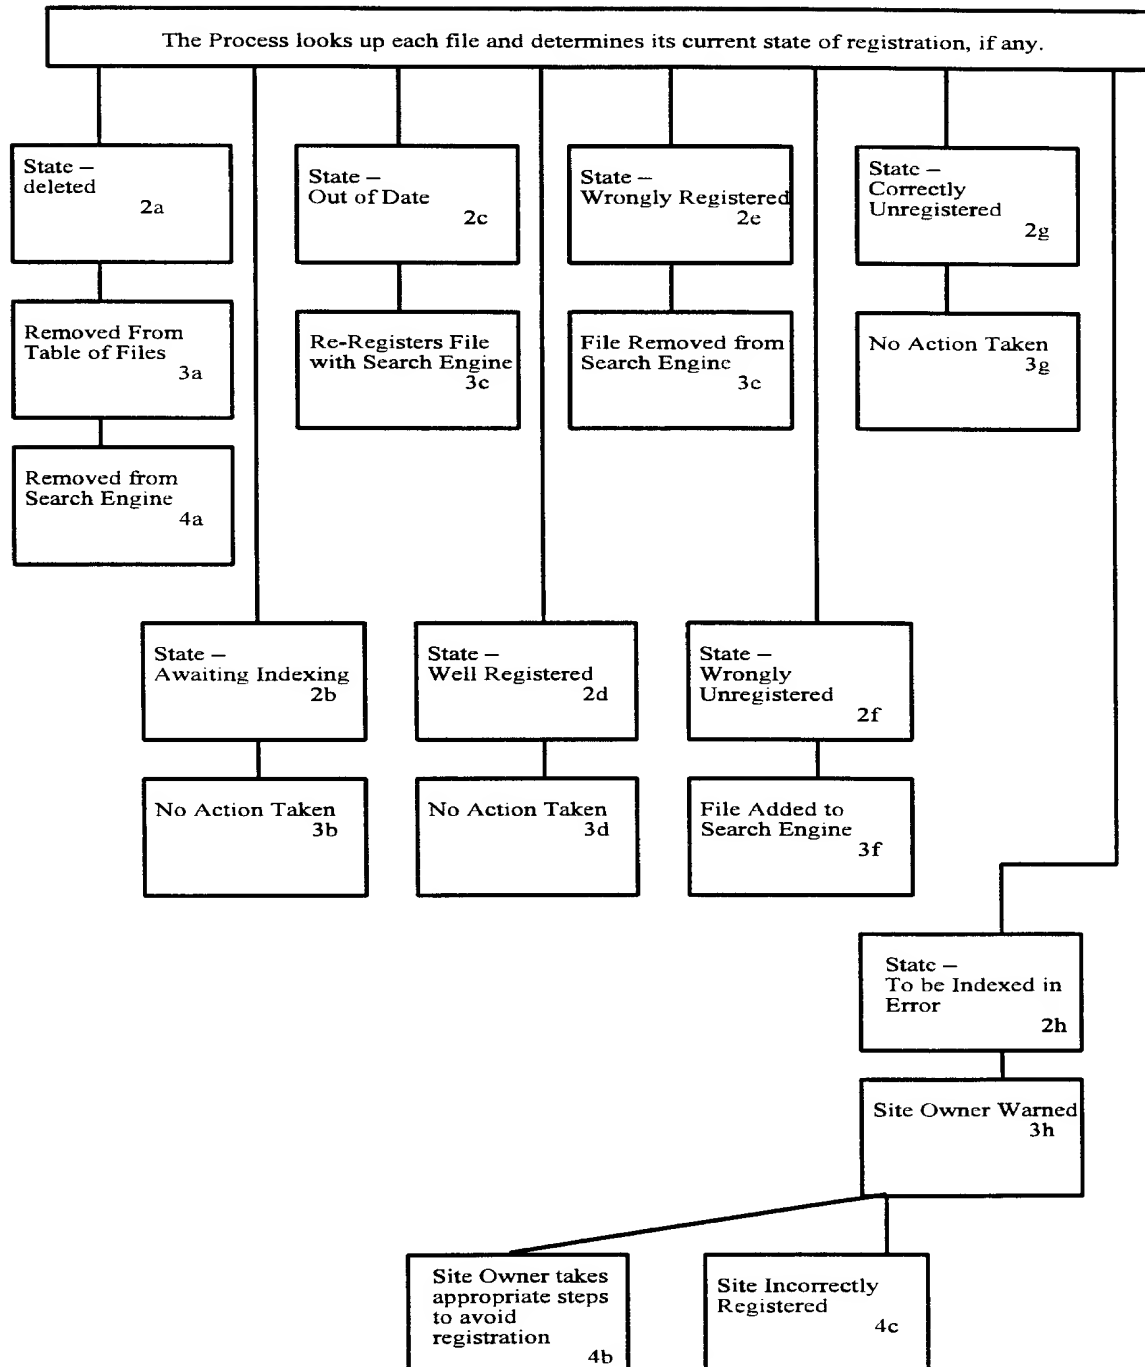 The Process looks up each file and determines its current state of registration, if any.
State –
deleted
2a
State –
Out of Date
2c
State –
Wrongly Registered
2e
State –
Correctly
Unregistered
2g
Removed From
Table of Files
3a
Re-Registers File
with Search Engine
3c
File Removed from
Search Engine
3e
No Action Taken
3g
Removed from
Search Engine
4a
State –
Awaiting Indexing
2b
State –
Well Registered
2d
State –
Wrongly
Unregistered
2f
No Action Taken
3b
No Action Taken
3d
File Added to
Search Engine
3f
State –
To be Indexed in
Error
2h
Site Owner Warned
3h
Site Owner takes
appropriate steps
to avoid
registration
4b
Site Incorrectly
Registered
4c